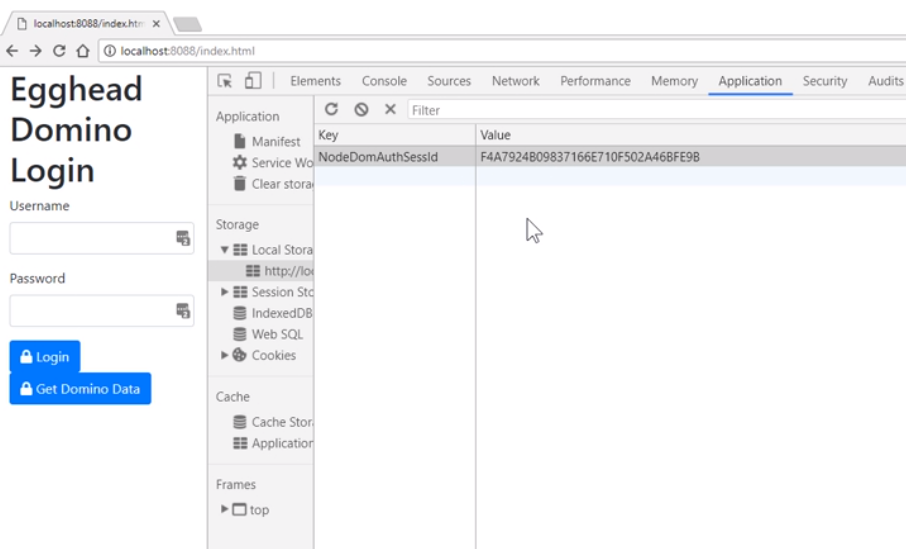 localhost:8088/index.htm
localhost:8088/index.html
Egghead
Domino
Login
Username
Password
Login
Get Domino Data
Elements Console Sources Network Performance Memory Application Security Audits
Application
Manifest
Service Wo
Clear stora
Storage
Local Stora
http://loc
Session Sto
IndexedDB
Web SQL
Cookies
Cache
Cache Stor
Application
Frames
top
Filter
Key Value
NodeDomAuthSessId F4A7924B09837166E710F502A46BFE9B